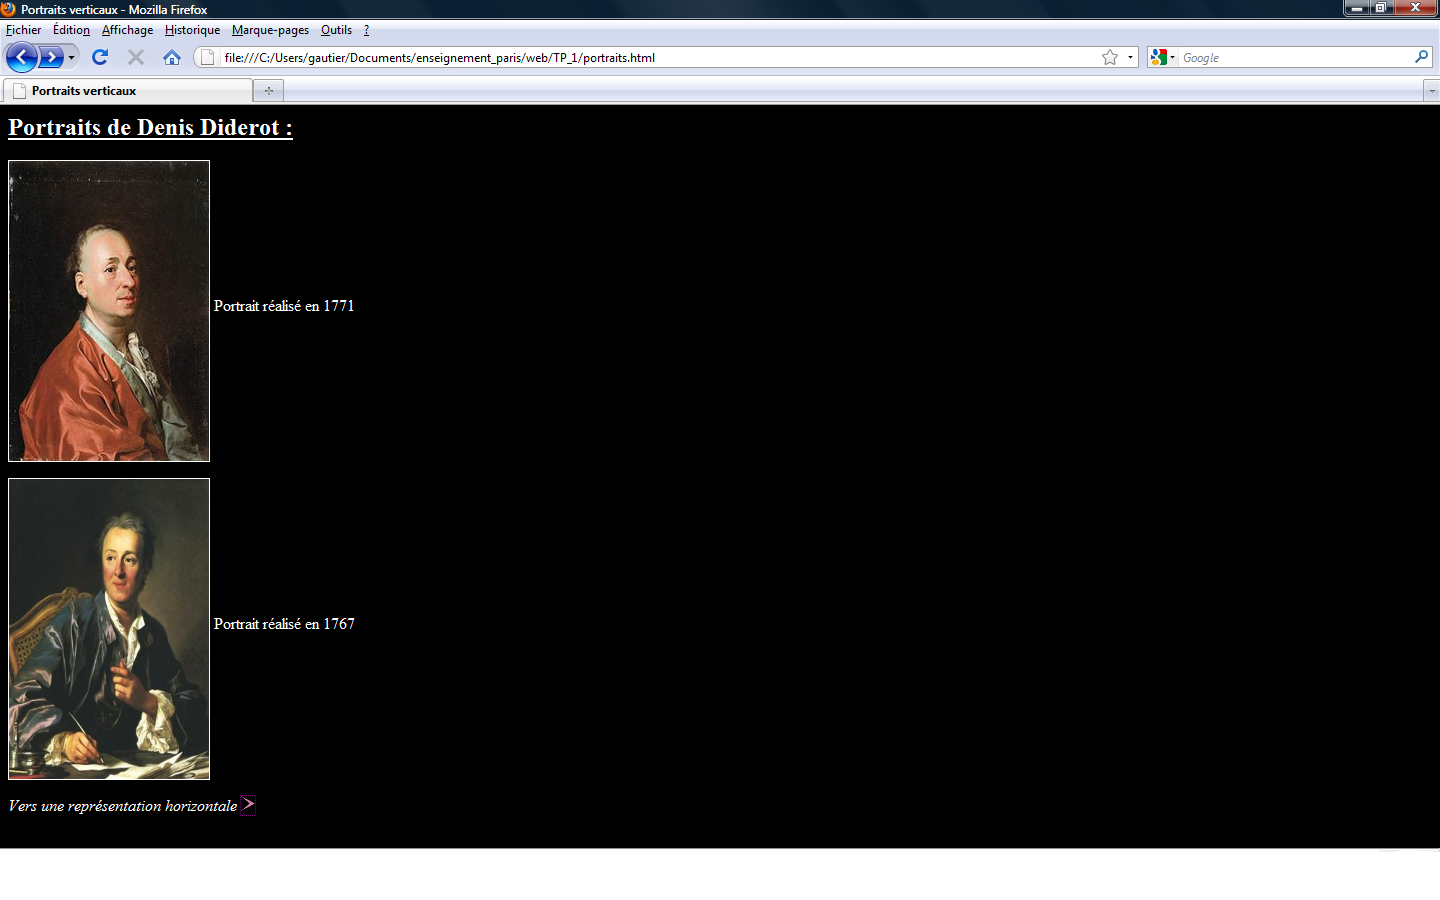 Portraits verticaux - Mozilla Firefox
Fichier Édition Affichage Historique Marque-pages Outils ?
file:///C:/Users/gautier/Documents/enseignement_paris/web/TP_1/portraits.html Google
Portraits verticaux
Portraits de Denis Diderot :
Portrait réalisé en 1771
Portrait réalisé en 1767
Vers une représentation horizontale >